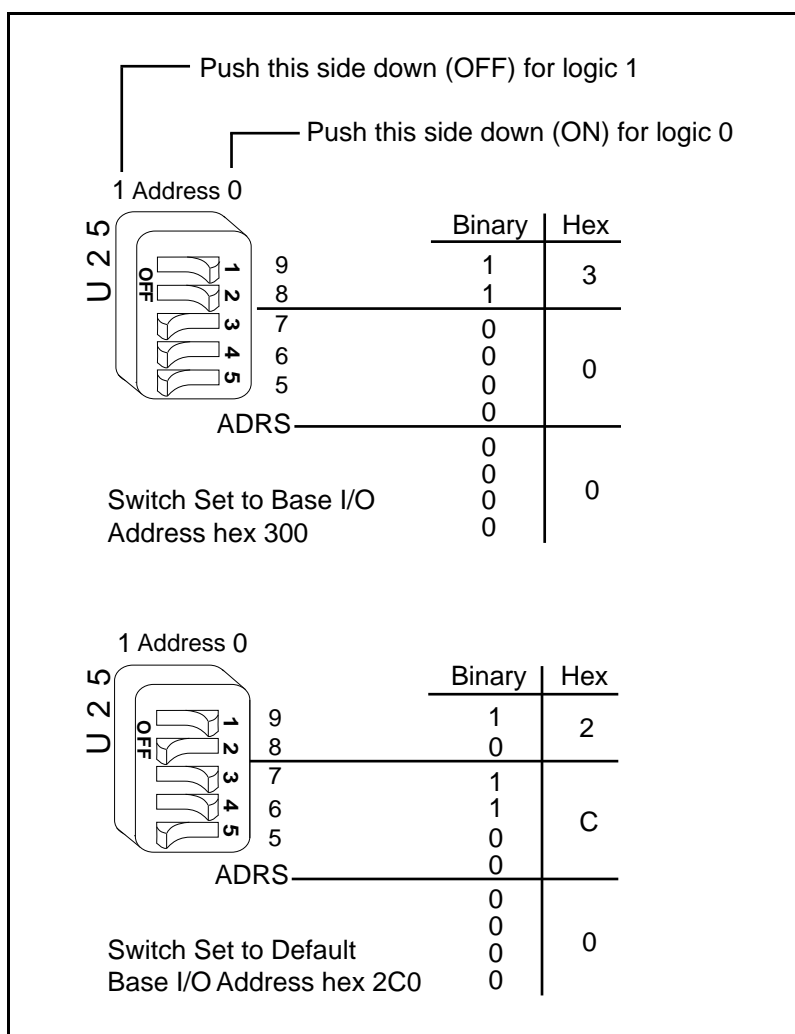 Push this side down (OFF) for logic 1
Push this side down (ON) for logic 0
1 Address 0
U 2 5
OFF
1
2
3
4
5
9
8
7
6
5
ADRS
Binary Hex
1
1
3
0
0
0
0
0
0
0
0
0
0
Switch Set to Base I/O
Address hex 300
1 Address 0
U 2 5
OFF
1
2
3
4
5
9
8
7
6
5
ADRS
Binary Hex
1
0
2
1
1
0
0
C
0
0
0
0
0
Switch Set to Default
Base I/O Address hex 2C0